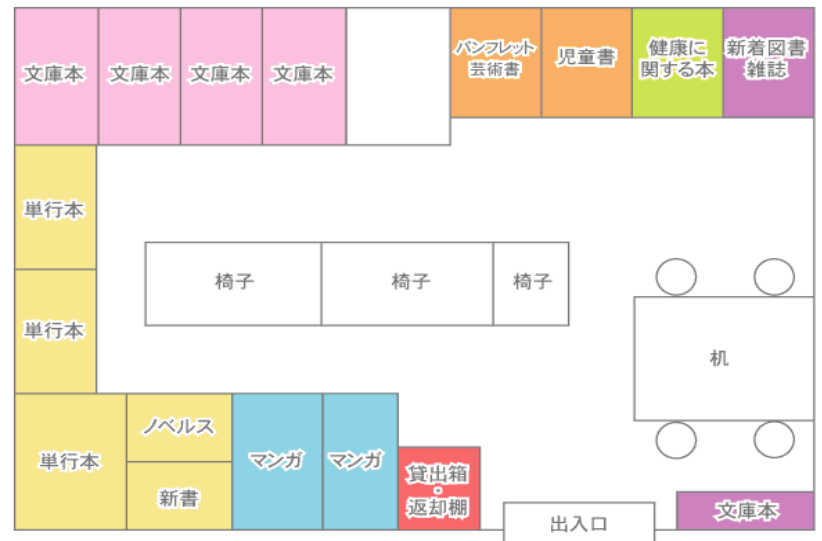 文庫本
文庫本
文庫本
文庫本
パンフレット
芸術書
児童書
健康に
関する本
新着図書
雑誌
単行本
椅子
椅子
椅子
単行本
机
単行本
ノベルス
新書
マンガ
マンガ
貸出箱
・
返却棚
出入口
文庫本